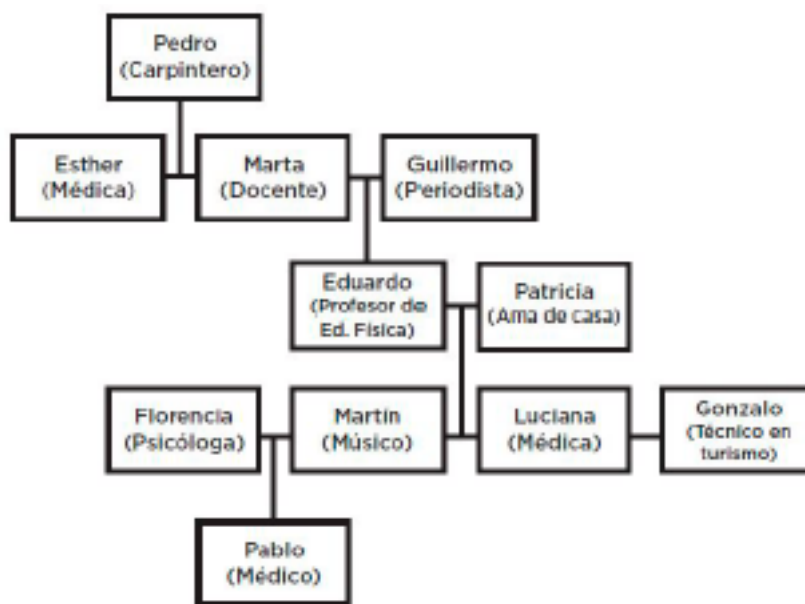 Pedro
(Carpintero)
Esther
(Médica)
Marta
(Docente)
Guillermo
(Periodista)
Eduardo
(Profesor de
Ed. Física)
Patricia
(Ama de casa)
Florencia
(Psicóloga)
Martín
(Músico)
Luciana
(Médica)
Gonzalo
(Técnico en
turismo)
Pablo
(Médico)